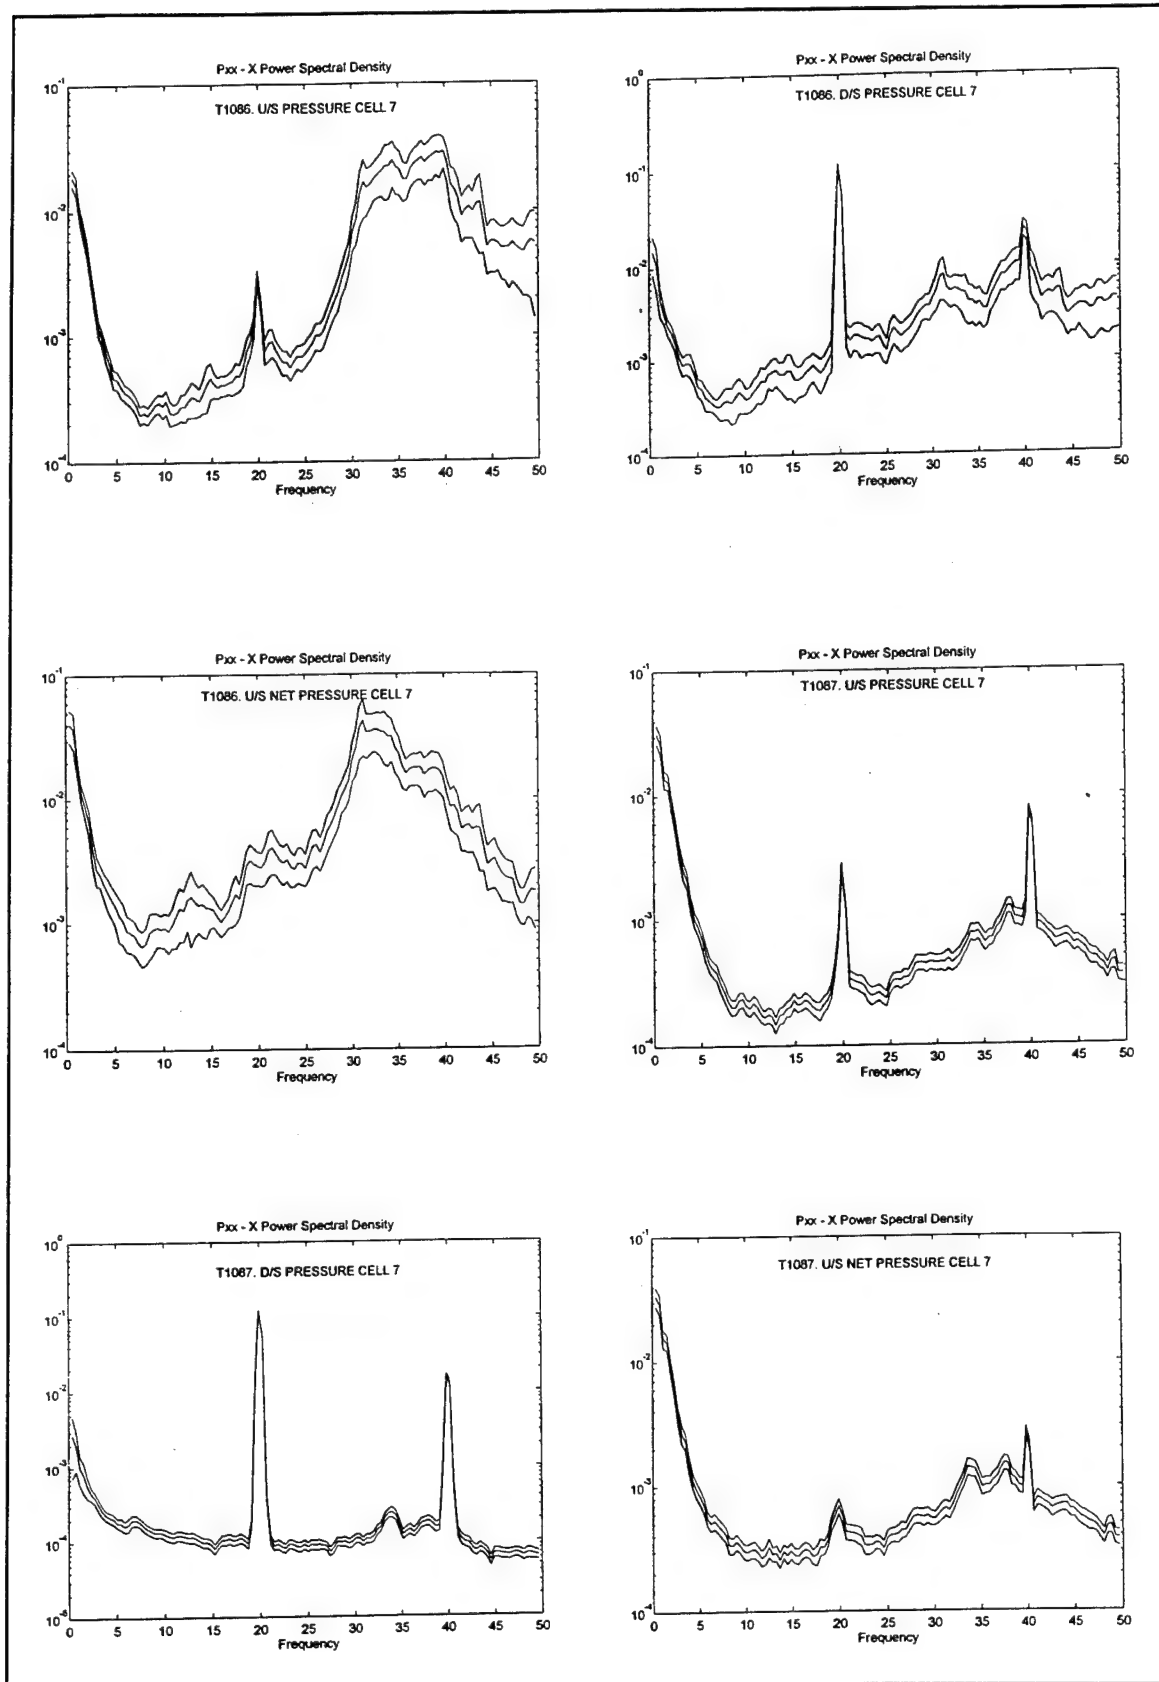 Pxx - X Power Spectral Density
T1086. U/S PRESSURE CELL 7
10^-1
10^-2
10^-3
10^-4
0 5 10 15 20 25 30 35 40 45 50
Frequency
Pxx - X Power Spectral Density
T1086. D/S PRESSURE CELL 7
10^0
10^-1
10^-2
10^-3
10^-4
0 5 10 15 20 25 30 35 40 45 50
Frequency
Pxx - X Power Spectral Density
T1086. U/S NET PRESSURE CELL 7
10^-1
10^-2
10^-3
10^-4
0 5 10 15 20 25 30 35 40 45 50
Frequency
Pxx - X Power Spectral Density
T1087. U/S PRESSURE CELL 7
10^-1
10^-2
10^-3
10^-4
0 5 10 15 20 25 30 35 40 45 50
Frequency
Pxx - X Power Spectral Density
T1087. D/S PRESSURE CELL 7
10^0
10^-1
10^-2
10^-3
10^-4
10^-5
0 5 10 15 20 25 30 35 40 45 50
Frequency
Pxx - X Power Spectral Density
T1087. U/S NET PRESSURE CELL 7
10^-1
10^-2
10^-3
10^-4
0 5 10 15 20 25 30 35 40 45 50
Frequency